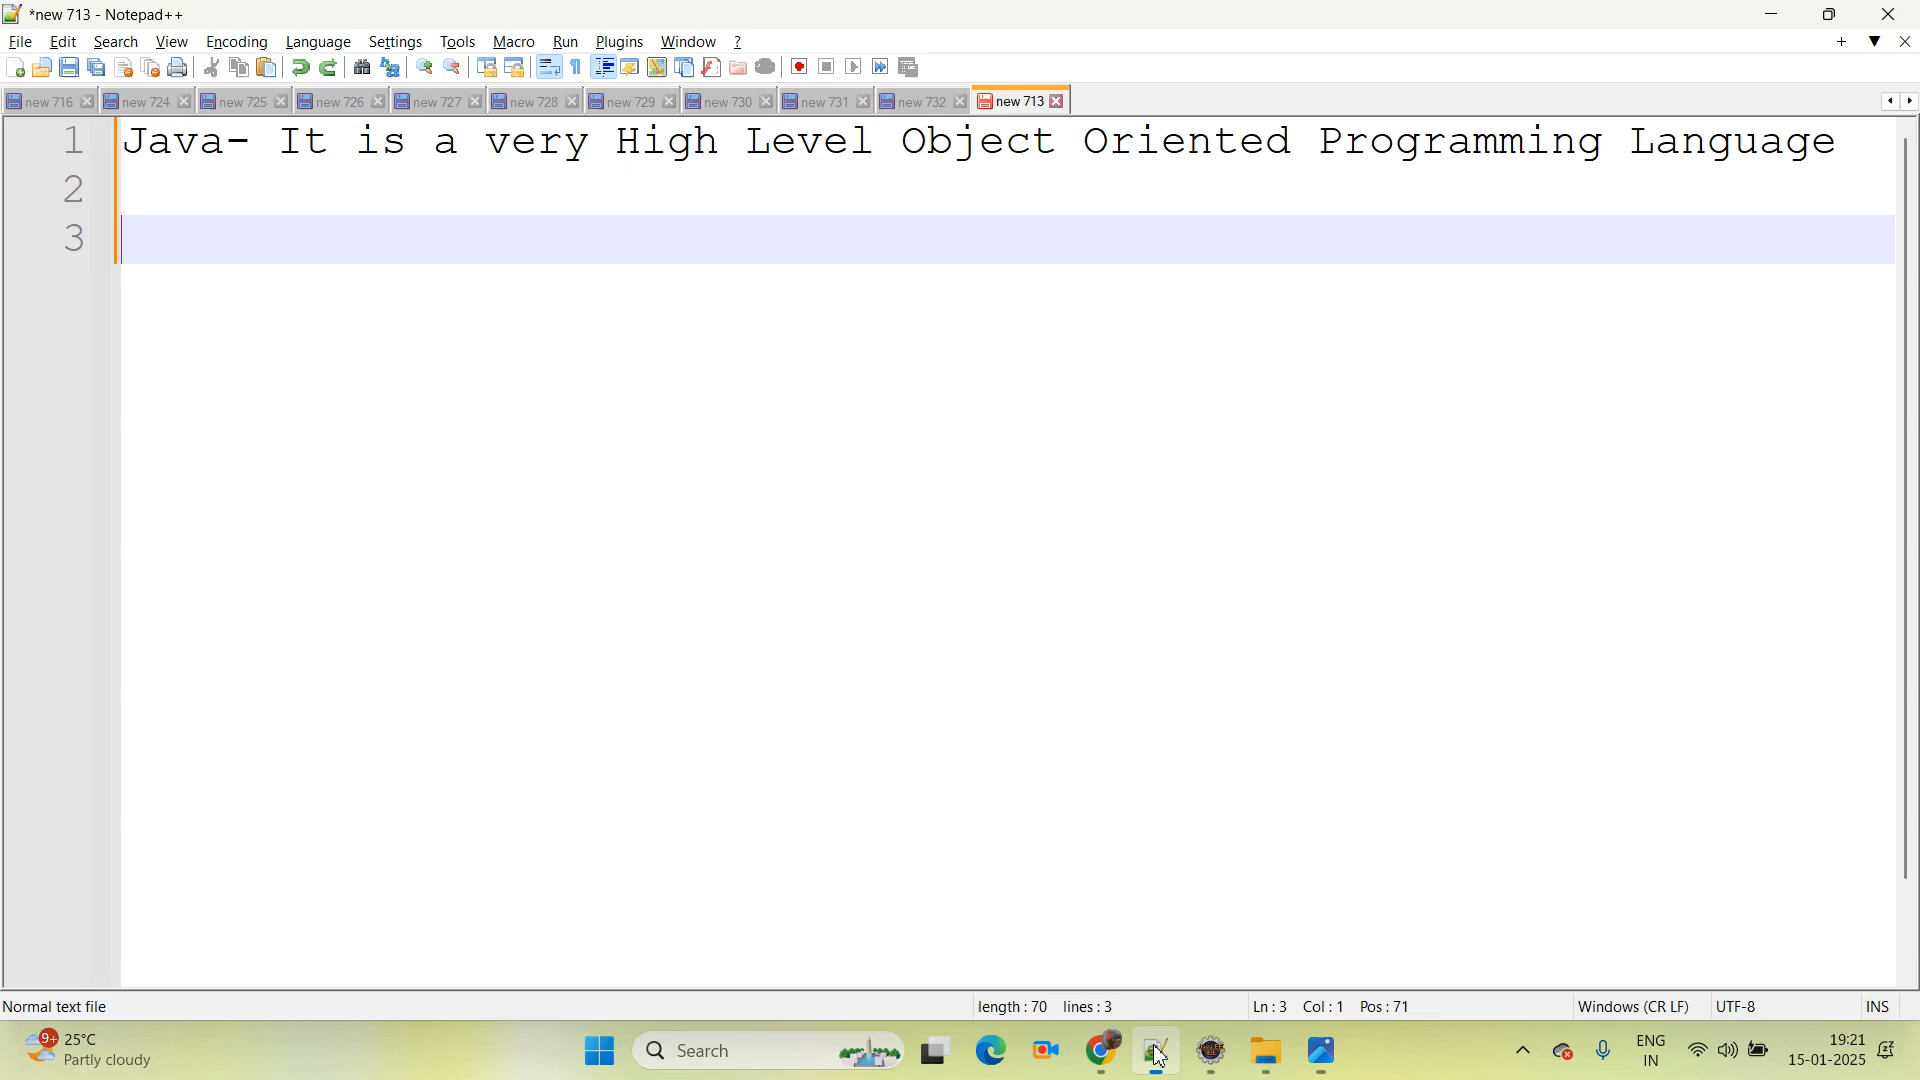 *new 713 - Notepad++
File Edit Search View Encoding Language Settings Tools Macro Run Plugins Window ?
new 716 new 724 new 725 new 726 new 727 new 728 new 729 new 730 new 731 new 732 new 713
1 Java- It is a very High Level Object Oriented Programming Language
2
3
Normal text file length : 70 lines : 3 Ln : 3 Col : 1 Pos : 71 Windows (CR LF) UTF-8 INS
9+ 25°C
Partly cloudy
Search
ENG
IN
19:21
15-01-2025